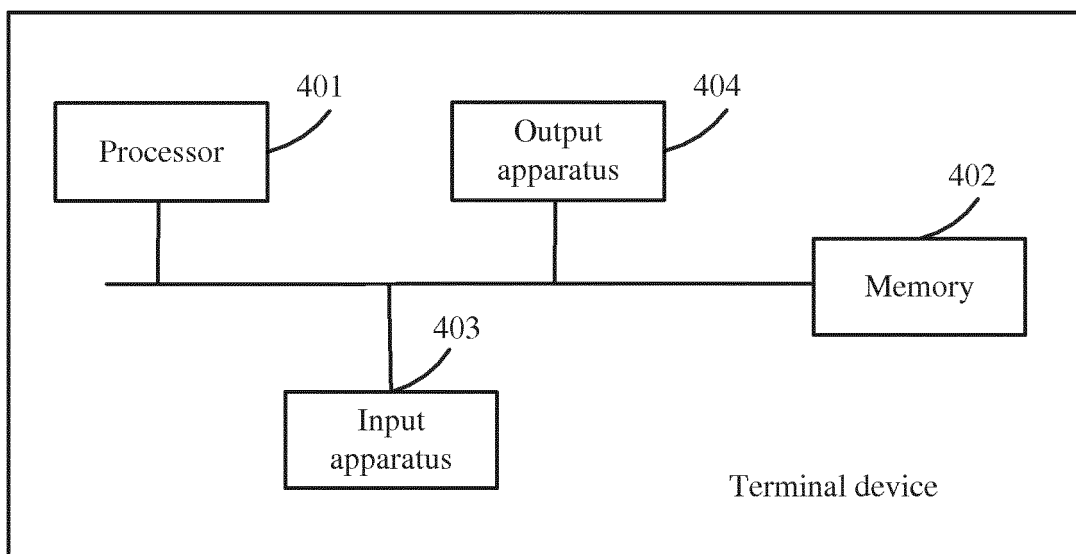 401
404
Processor
Output
apparatus
402
Memory
403
Input
apparatus
Terminal device